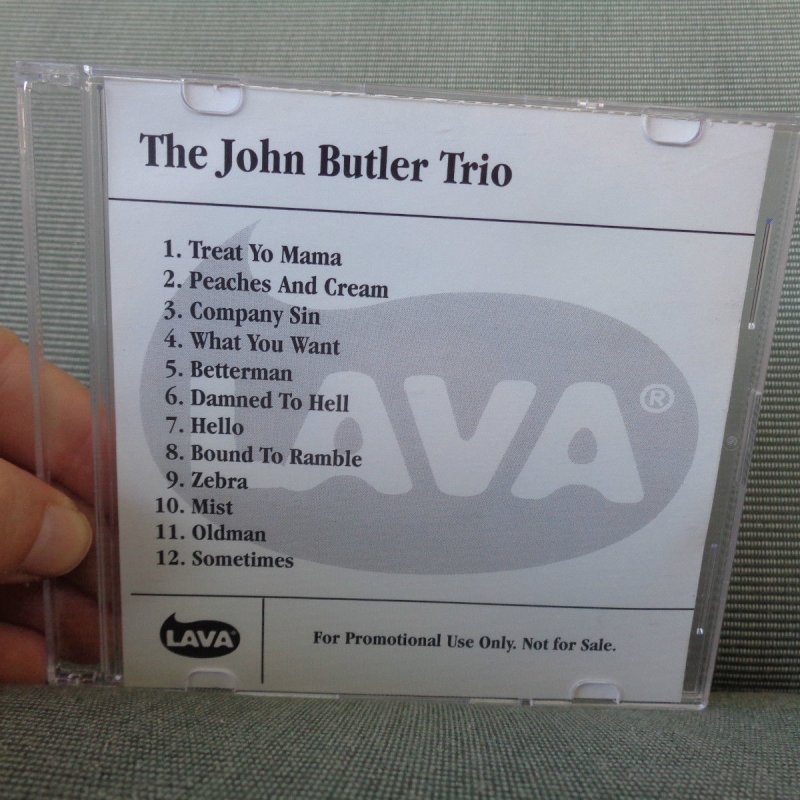 The John Butler Trio
1. Treat Yo Mama
2. Peaches And Cream
3. Company Sin
4. What You Want
5. Betterman
6. Damned To Hell
7. Hello
8. Bound To Ramble
9. Zebra
10. Mist
11. Oldman
12. Sometimes
LAVA®
LAVA®
For Promotional Use Only. Not for Sale.